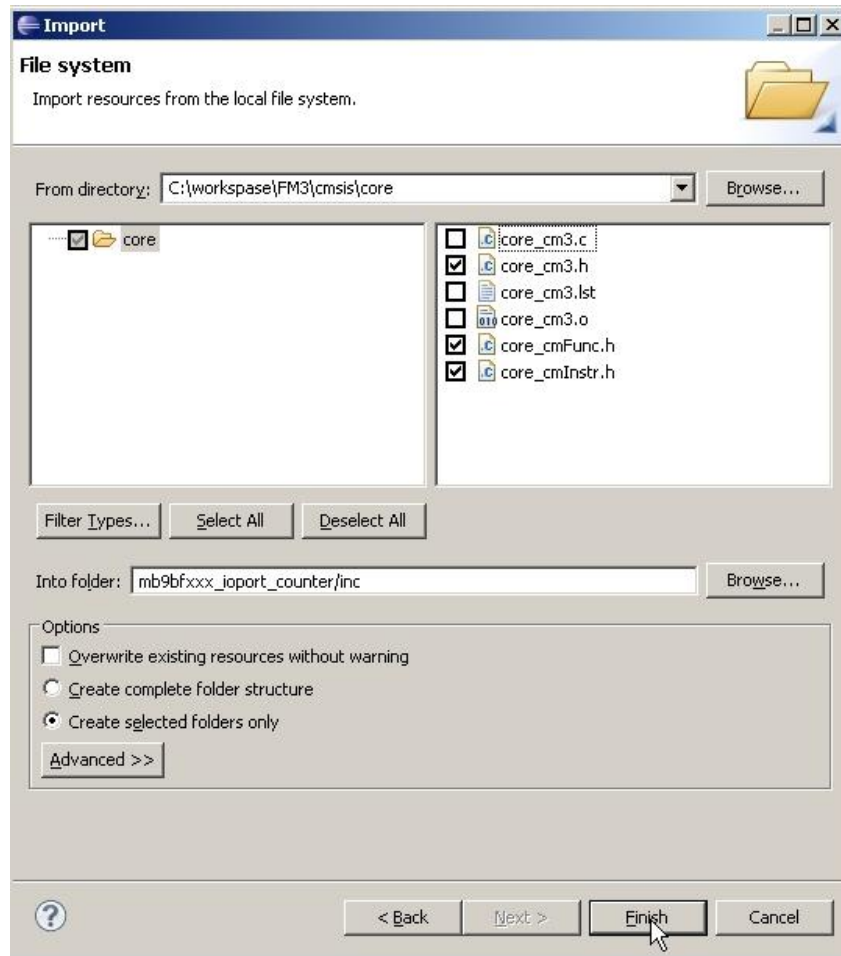 Import
File system
Import resources from the local file system.
From directory: C:\workspase\FM3\cmsis\core Browse...
core
core_cm3.c
core_cm3.h
core_cm3.lst
core_cm3.o
core_cmFunc.h
core_cmInstr.h
Filter Types... Select All Deselect All
Into folder: mb9bfxxx_ioport_counter/inc Browse...
Options
Overwrite existing resources without warning
Create complete folder structure
Create selected folders only
Advanced >>
? < Back Next > Finish Cancel